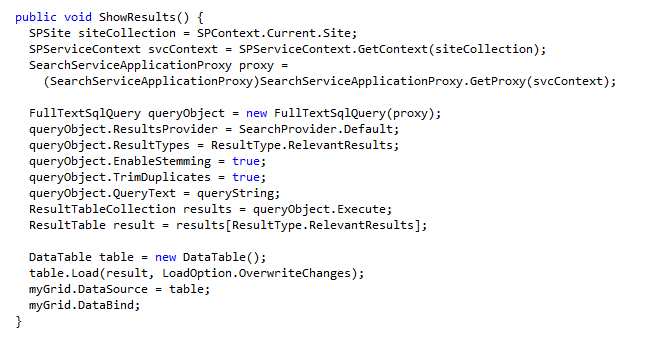 public void ShowResults() {
  SPSite siteCollection = SPContext.Current.Site;
  SPServiceContext svcContext = SPServiceContext.GetContext(siteCollection);
  SearchServiceApplicationProxy proxy =
    (SearchServiceApplicationProxy)SearchServiceApplicationProxy.GetProxy(svcContext);

  FullTextSqlQuery queryObject = new FullTextSqlQuery(proxy);
  queryObject.ResultsProvider = SearchProvider.Default;
  queryObject.ResultTypes = ResultType.RelevantResults;
  queryObject.EnableStemming = true;
  queryObject.TrimDuplicates = true;
  queryObject.QueryText = queryString;
  ResultTableCollection results = queryObject.Execute;
  ResultTable result = results[ResultType.RelevantResults];

  DataTable table = new DataTable();
  table.Load(result, LoadOption.OverwriteChanges);
  myGrid.DataSource = table;
  myGrid.DataBind;
}